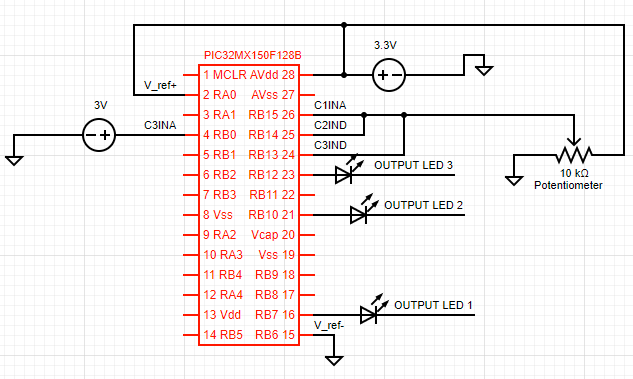 3.3V
PIC32MX150F128B
V_ref+
3V
C3INA
1 MCLR AVdd 28
2 RA0 AVss 27
3 RA1 RB15 26
4 RB0 RB14 25
5 RB1 RB13 24
6 RB2 RB12 23
7 RB3 RB11 22
8 Vss RB10 21
9 RA2 Vcap 20
10 RA3 Vss 19
11 RB4 RB9 18
12 RA4 RB8 17
13 Vdd RB7 16
14 RB5 RB6 15
C1INA
C2IND
C3IND
OUTPUT LED 3
10 kΩ
Potentiometer
OUTPUT LED 2
OUTPUT LED 1
V_ref-